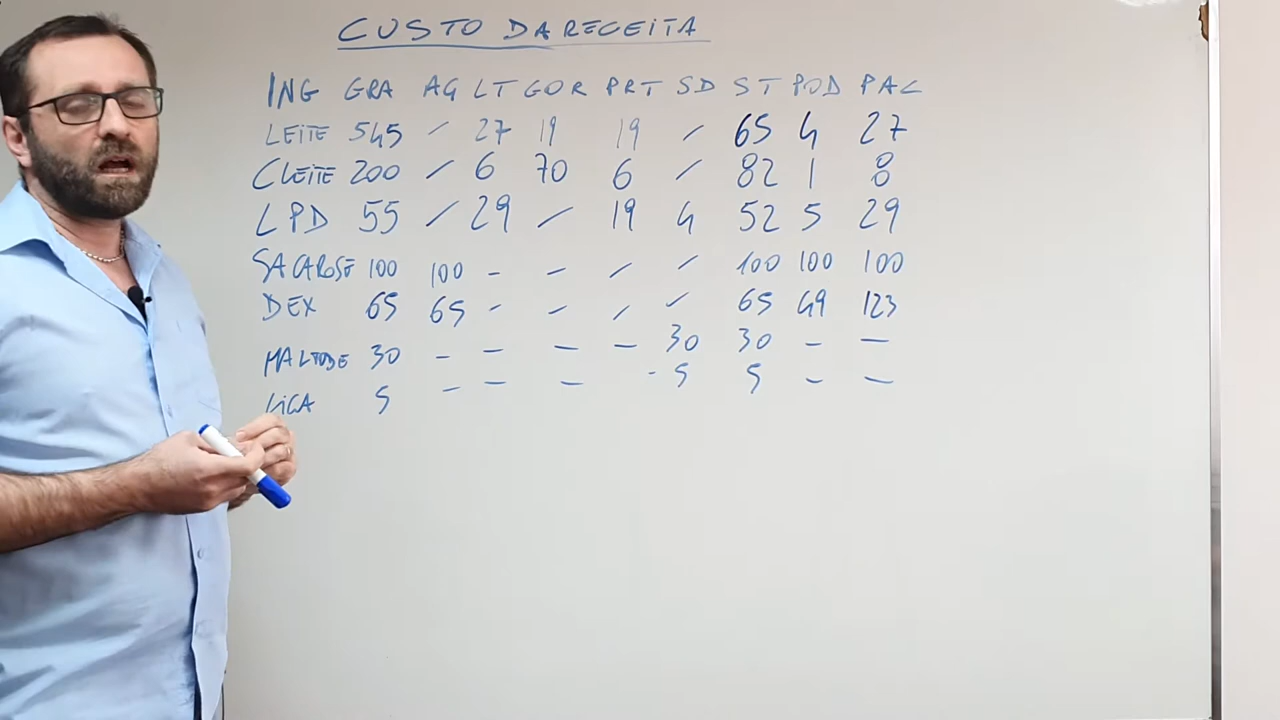 CUSTO DA RECEITA
ING GRA AG LT GOR PRT SD ST POD PAC
LEITE 545 / 27 19 19 / 65 4 27
CLEITE 200 / 6 70 6 / 82 1 8
LPD 55 / 29 / 19 4 52 5 29
SACAROSE 100 100 - - / / 100 100 100
DEX 65 65 - - / / 65 49 123
MALTODE 30 - - - - 30 30 - -
LIGA 5 - - - - 5 5 - -